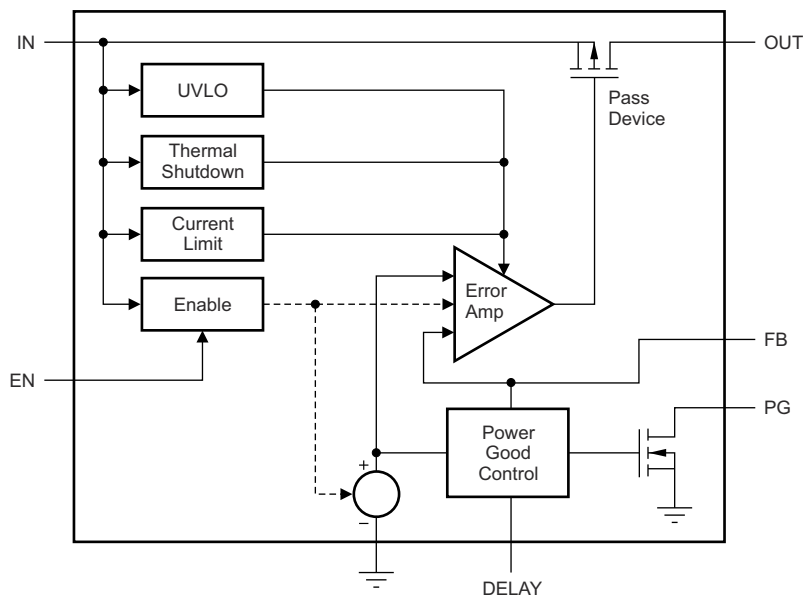 IN
OUT
UVLO
Pass
Device
Thermal
Shutdown
Current
Limit
Error
Amp
Enable
FB
EN
PG
Power
Good
Control
+
−
DELAY